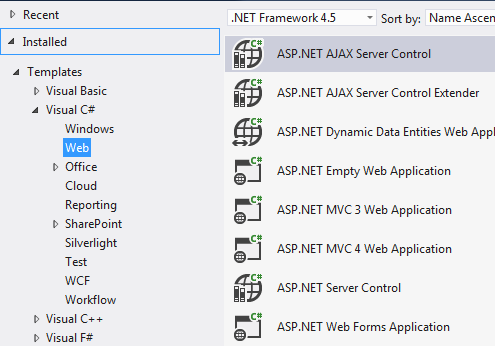 Recent
Installed
Templates
Visual Basic
Visual C#
Windows
Web
Office
Cloud
Reporting
SharePoint
Silverlight
Test
WCF
Workflow
Visual C++
Visual F#
.NET Framework 4.5 Sort by: Name Ascen
C# ASP.NET AJAX Server Control
C# ASP.NET AJAX Server Control Extender
C# ASP.NET Dynamic Data Entities Web Appl
C# ASP.NET Empty Web Application
C# ASP.NET MVC 3 Web Application
C# ASP.NET MVC 4 Web Application
C# ASP.NET Server Control
C# ASP.NET Web Forms Application